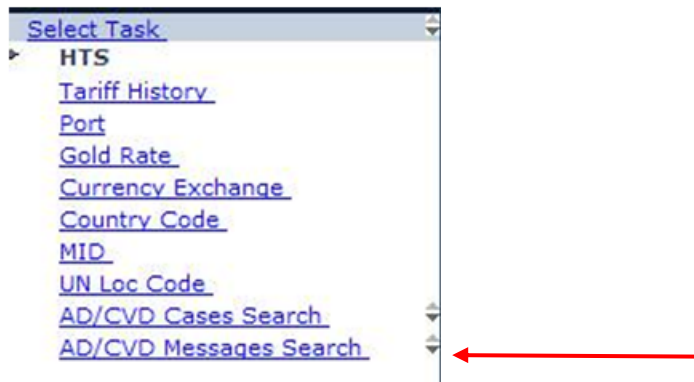 Select Task
HTS
Tariff History
Port
Gold Rate
Currency Exchange
Country Code
MID
UN Loc Code
AD/CVD Cases Search
AD/CVD Messages Search